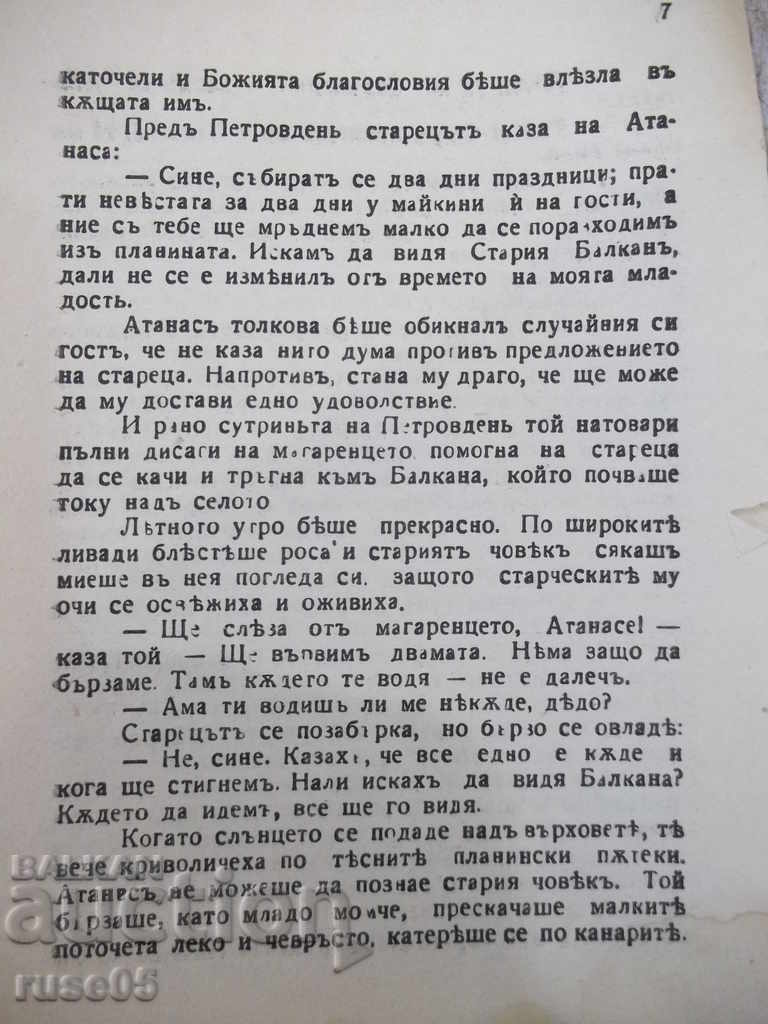 7
каточели и Божията благословия бѣше влѣзла въ
кѫщата имъ.
Предъ Петровдень старецътъ каза на Ата-
наса:
— Сине, събиратъ се два дни праздници; пра-
ти невѣстата за два дни у майкини ѝ на гости, а
ние съ тебе ще мръднемъ малко да се поразходимъ
изъ планината. Искамъ да видя Стария Балканъ,
дали не се е измѣнилъ отъ времето на моята мла-
дость.
Атанасъ толкова бѣше обикналъ случайния си
гостъ, че не каза нито дума противъ предложението
на стареца. Напротивъ, стана му драго, че ще може
да му достави едно удоволствие.
И рано сутриньта на Петровдень той натовари
пълни дисаги на магаренцето помогна на стареца
да се качи и тръгна къмъ Балкана, който почваше
току надъ селото
Лѣтното утро бѣше прекрасно. По широкитѣ
ливади блѣстѣше роса и стариятъ човѣкъ сякашъ
миеше въ нея погледа си, защото старческитѣ му
очи се освѣжиха и оживиха.
— Ще слѣза отъ магаренцето, Атанасе! —
каза той — Ще вървимъ двамата. Нѣма защо да
бързаме. Тамъ кѫдето те водя — не е далечъ.
— Ама ти водишь ли ме нѣкѫде, дѣдо?
Старецътъ се позабърка, но бързо се овладѣ:
— Не, сине. Казахъ, че все едно е кѫде и
кога ще стигнемъ. Нали искахъ да видя Балкана?
Кѫдето да идемъ, все ще го видя.
Когато слънцето се подаде надъ върховетѣ, тѣ
вече криволичеха по тѣснитѣ планински пѫтеки.
Атанасъ не можеше да познае стария човѣкъ. Той
бързаше, като младо момче, прескачаше малкитѣ
поточета леко и чевръсто, катерѣше се по канаритѣ.
BALKAN
auction
ruse05